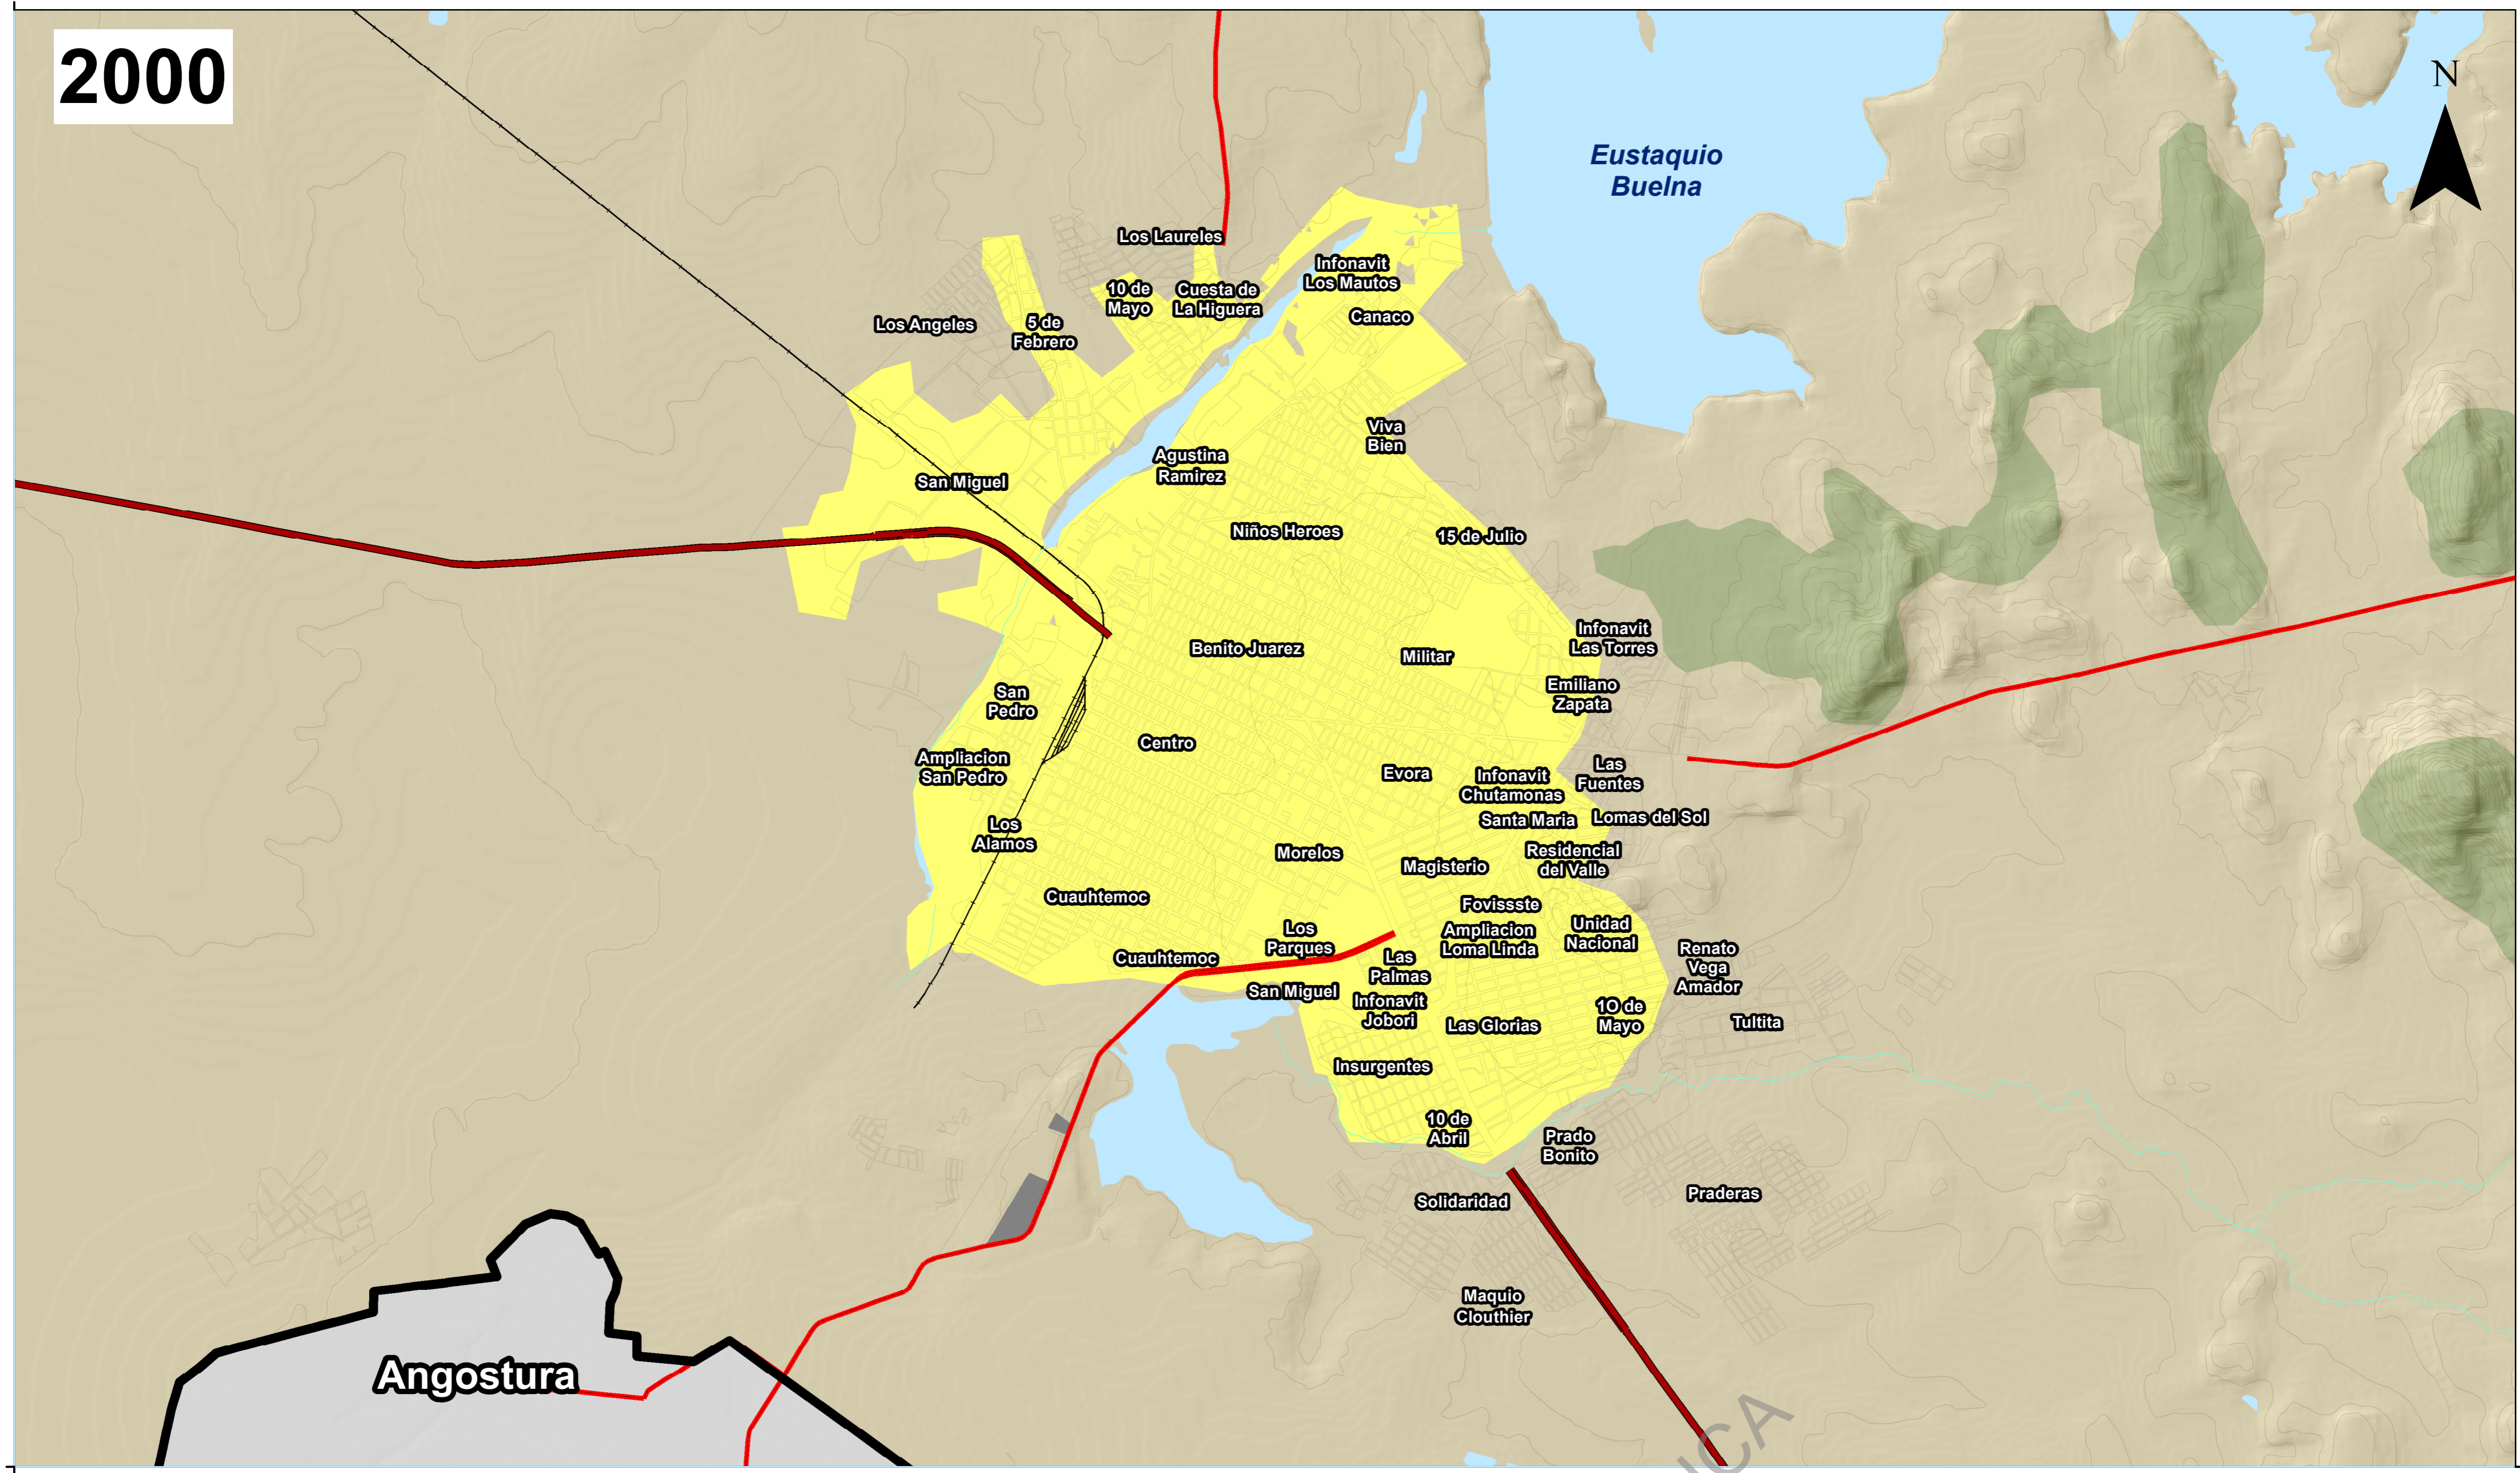 2000
N
Eustaquio
Buelna
Los Laureles
Infonavit
Los Mautos
10 de
Mayo
Cuesta de
La Higuera
Los Angeles
5 de
Febrero
Canaco
Viva
Bien
Agustina
Ramirez
San Miguel
Niños Heroes
15 de Julio
Infonavit
Las Torres
Benito Juarez
Militar
Emiliano
Zapata
San
Pedro
Centro
Ampliacion
San Pedro
Evora
Infonavit
Chutamonas
Las
Fuentes
Santa Maria
Lomas del Sol
Los
Alamos
Morelos
Magisterio
Residencial
del Valle
Cuauhtemoc
Fovissste
Los
Parques
Ampliacion
Loma Linda
Unidad
Nacional
Cuauhtemoc
Las
Palmas
Renato
Vega
Amador
San Miguel
Infonavit
Jobori
Las Glorias
1O de
Mayo
Tultita
Insurgentes
10 de
Abril
Prado
Bonito
Solidaridad
Praderas
Maquio
Clouthier
Angostura
ICA